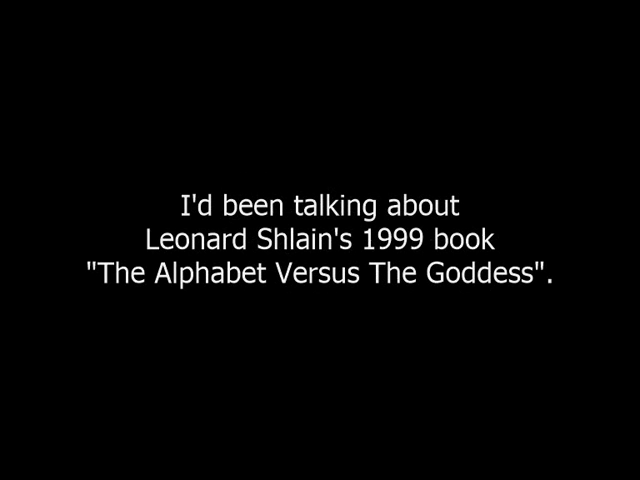 I'd been talking about
Leonard Shlain's 1999 book
"The Alphabet Versus The Goddess".